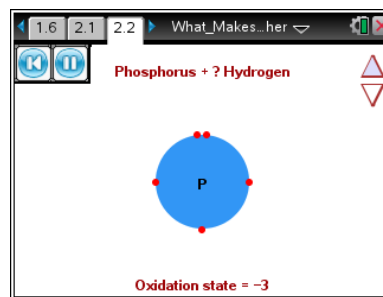 1.6 2.1 2.2 What_Makes...her
Phosphorus + ? Hydrogen
P
Oxidation state = −3